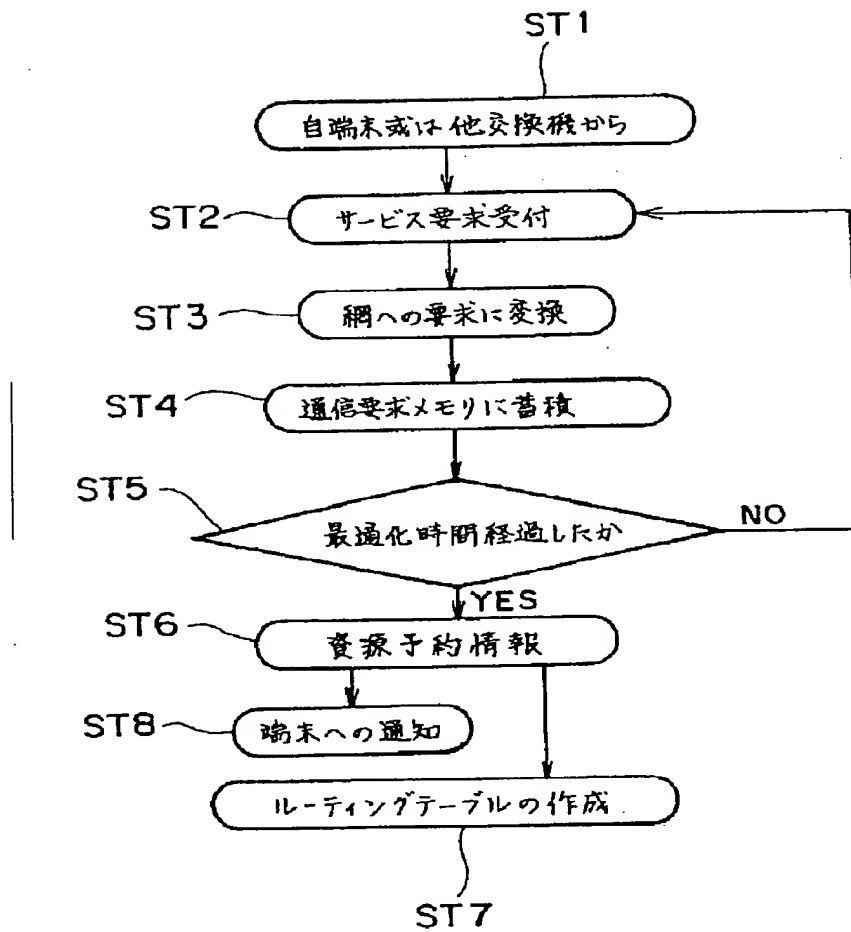 ST1
自端末或は他交換機から
ST2
サービス要求受付
ST3
網への要求に変換
ST4
通信要求メモリに蓄積
ST5
最適化時間経過したか
NO
YES
ST6
資源予約情報
ST8
端末への通知
ルーティングテーブルの作成
ST7